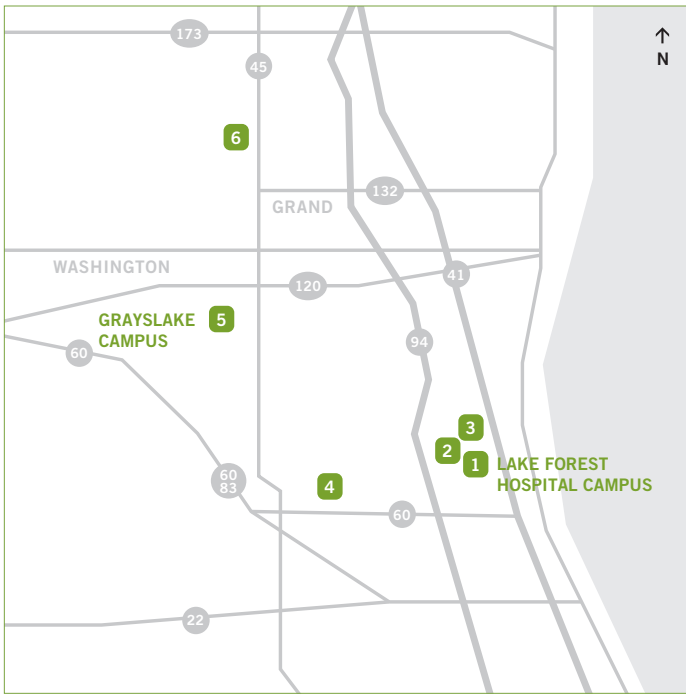 173
↑
N
45
6
132
GRAND
WASHINGTON
41
120
GRAYSLAKE
CAMPUS
5
60
94
3
2
1
LAKE FOREST
HOSPITAL CAMPUS
60
83
4
60
22